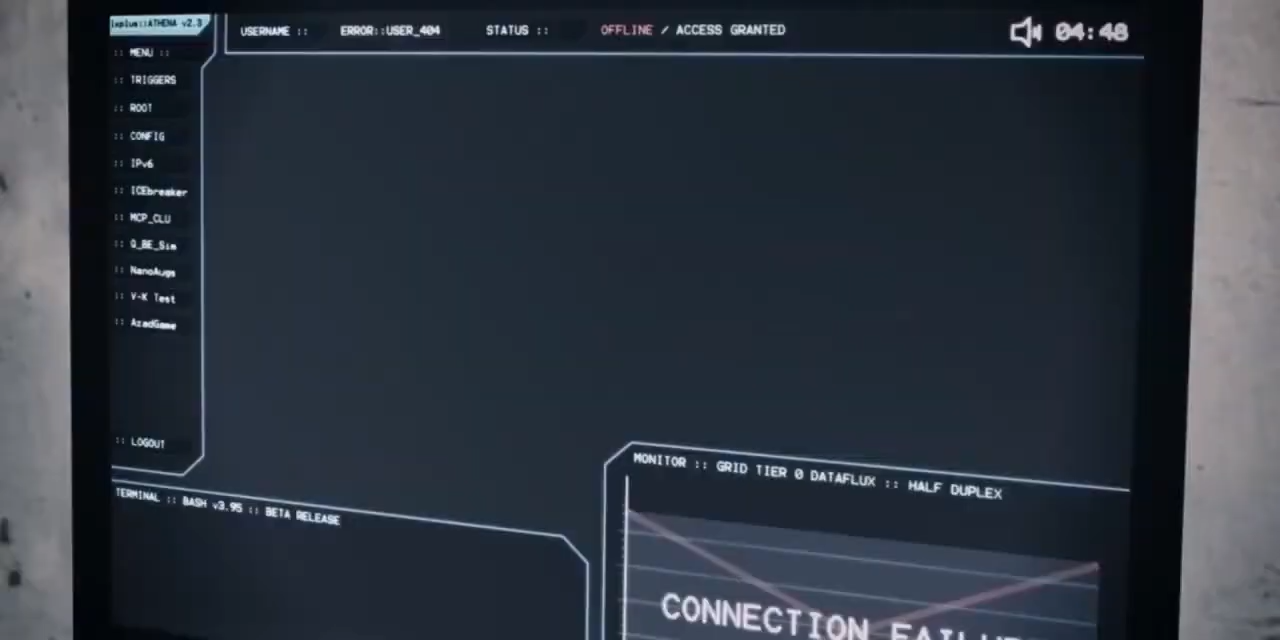 lxplus::ATHENA v2.3
USERNAME :: ERROR::USER_404 STATUS :: OFFLINE / ACCESS GRANTED
04:48
:: MENU ::
:: TRIGGERS
:: ROOT
:: CONFIG
:: IPv6
:: ICEbreaker
:: MCP_CLU
:: Q_BE_Sim
:: NanoAugs
:: V-K Test
:: AzadGame
:: LOGOUT
TERMINAL :: BASH v3.95 :: BETA RELEASE
MONITOR :: GRID TIER 0 DATAFLUX :: HALF DUPLEX
CONNECTION